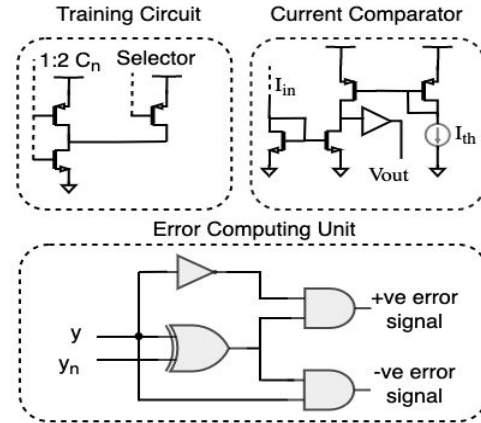 Training Circuit
Current Comparator
1:2 Cn
Selector
Iin
Ith
Vout
Error Computing Unit
y
yn
+ve error
signal
-ve error
signal